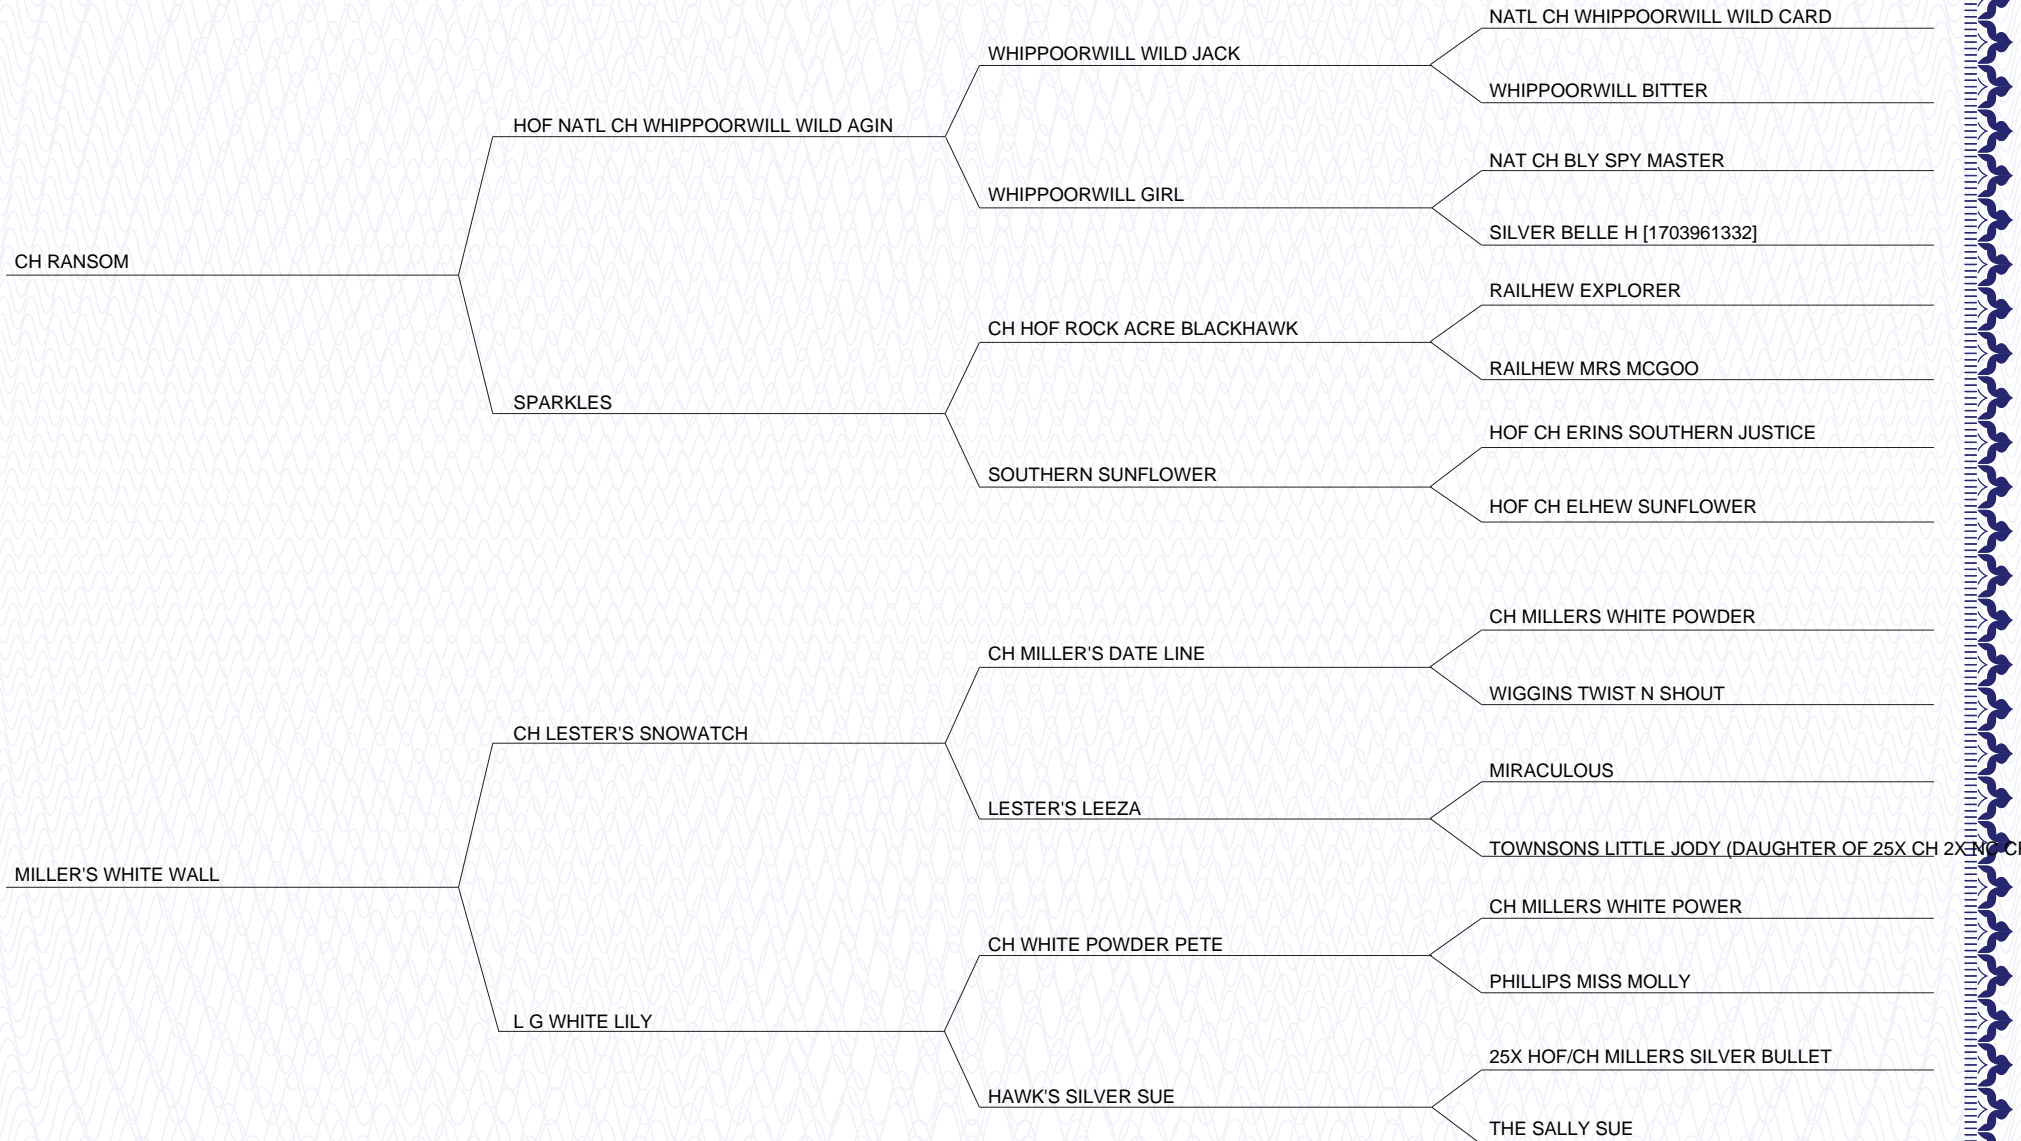 NATL CH WHIPPOORWILL WILD CARD
WHIPPOORWILL WILD JACK
WHIPPOORWILL BITTER
HOF NATL CH WHIPPOORWILL WILD AGIN
NAT CH BLY SPY MASTER
WHIPPOORWILL GIRL
SILVER BELLE H [1703961332]
CH RANSOM
RAILHEW EXPLORER
CH HOF ROCK ACRE BLACKHAWK
RAILHEW MRS MCGOO
SPARKLES
HOF CH ERINS SOUTHERN JUSTICE
SOUTHERN SUNFLOWER
HOF CH ELHEW SUNFLOWER
CH MILLERS WHITE POWDER
CH MILLER'S DATE LINE
WIGGINS TWIST N SHOUT
CH LESTER'S SNOWATCH
MIRACULOUS
LESTER'S LEEZA
TOWNSONS LITTLE JODY (DAUGHTER OF 25X CH 2X NC
MILLER'S WHITE WALL
CH MILLERS WHITE POWER
CH WHITE POWDER PETE
PHILLIPS MISS MOLLY
L G WHITE LILY
25X HOF/CH MILLERS SILVER BULLET
HAWK'S SILVER SUE
THE SALLY SUE